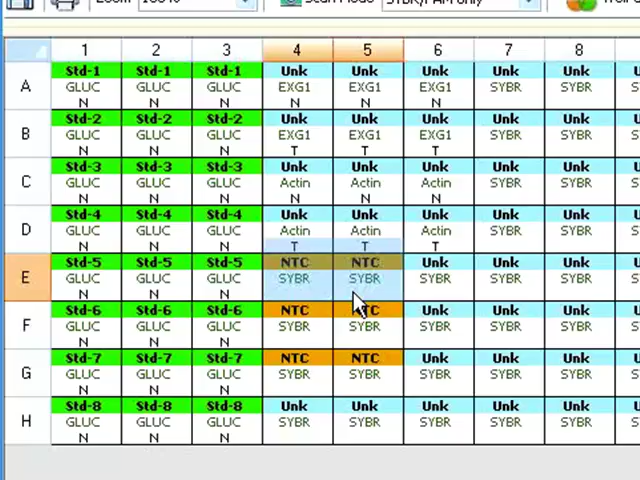 Zoom 100% Scan Mode SYBR/FAM only
1 2 3 4 5 6 7 8
Std-1 Std-1 Std-1 Unk Unk Unk Unk Unk
A GLUC GLUC GLUC EXG1 EXG1 EXG1 SYBR SYBR
N N N N N N
Std-2 Std-2 Std-2 Unk Unk Unk Unk Unk
B GLUC GLUC GLUC EXG1 EXG1 EXG1 SYBR SYBR
N N N T T T
Std-3 Std-3 Std-3 Unk Unk Unk Unk Unk
C GLUC GLUC GLUC Actin Actin Actin SYBR SYBR
N N N N N N
Std-4 Std-4 Std-4 Unk Unk Unk Unk Unk
D GLUC GLUC GLUC Actin Actin Actin SYBR SYBR
N N N T T T
Std-5 Std-5 Std-5 NTC NTC Unk Unk Unk
E GLUC GLUC GLUC SYBR SYBR SYBR SYBR SYBR
N N N
Std-6 Std-6 Std-6 NTC NTC Unk Unk Unk
F GLUC GLUC GLUC SYBR SYBR SYBR SYBR SYBR
N N N
Std-7 Std-7 Std-7 NTC NTC Unk Unk Unk
G GLUC GLUC GLUC SYBR SYBR SYBR SYBR SYBR
N N N
Std-8 Std-8 Std-8 Unk Unk Unk Unk Unk
H GLUC GLUC GLUC SYBR SYBR SYBR SYBR SYBR
N N N